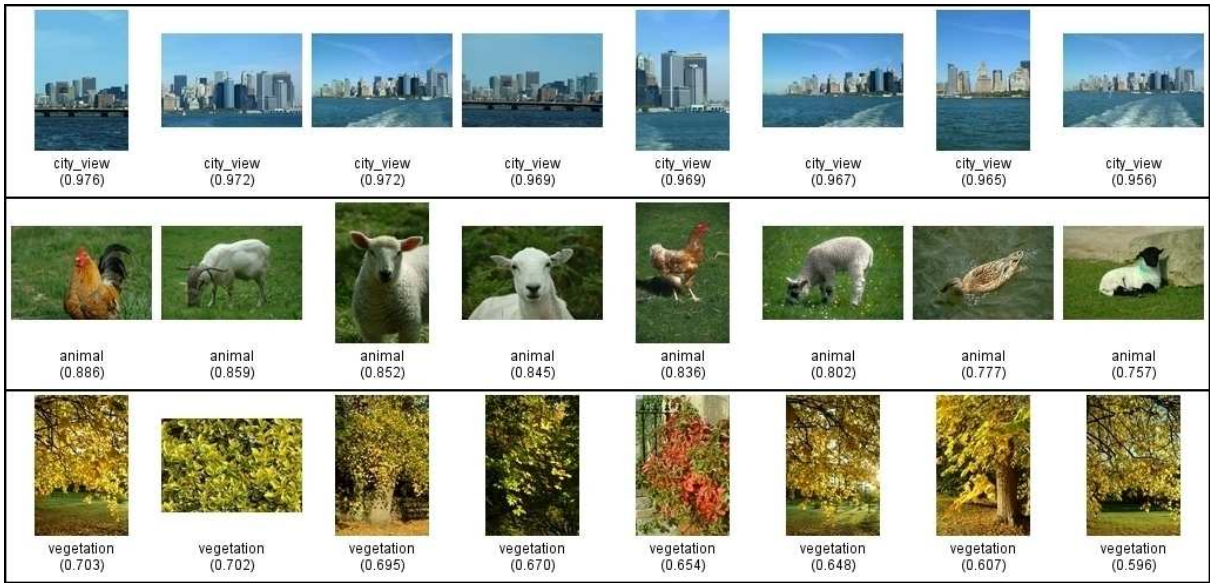 city_view city_view city_view city_view city_view city_view city_view city_view
(0.976) (0.972) (0.972) (0.969) (0.969) (0.967) (0.965) (0.956)
animal animal animal animal animal animal animal animal
(0.886) (0.859) (0.852) (0.845) (0.836) (0.802) (0.777) (0.757)
vegetation vegetation vegetation vegetation vegetation vegetation vegetation vegetation
(0.703) (0.702) (0.695) (0.670) (0.654) (0.648) (0.607) (0.596)